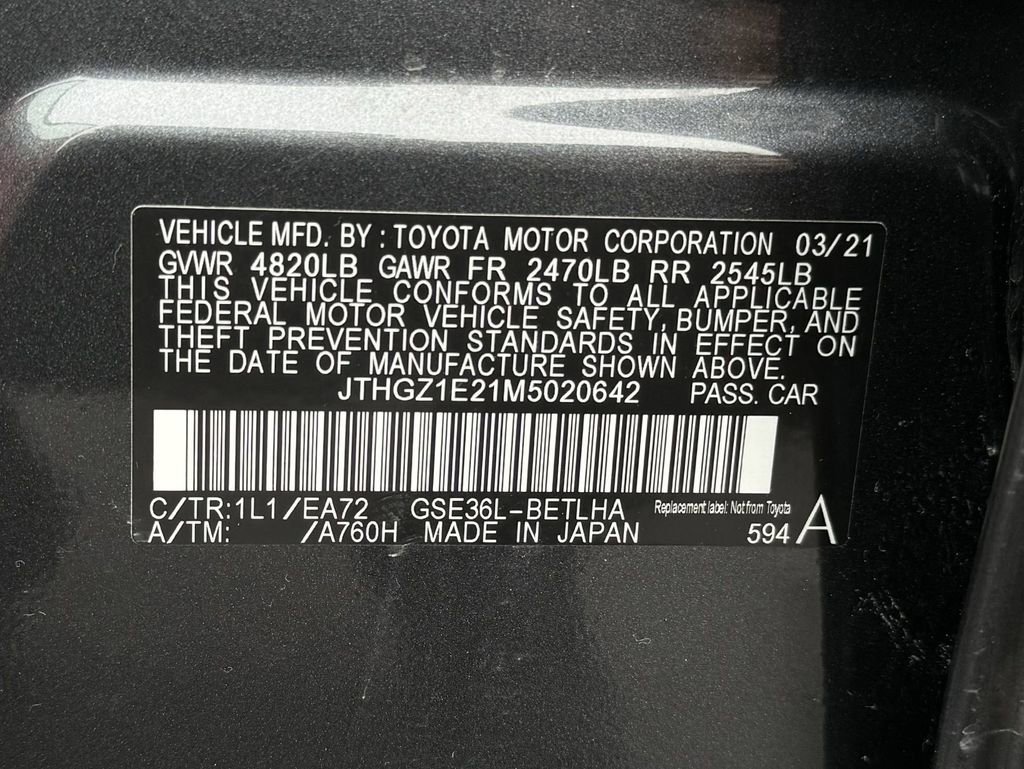 VEHICLE MFD. BY : TOYOTA MOTOR CORPORATION 03/21
GVWR 4820LB GAWR FR 2470LB RR 2545LB
THIS VEHICLE CONFORMS TO ALL APPLICABLE
FEDERAL MOTOR VEHICLE SAFETY, BUMPER, AND
THEFT PREVENTION STANDARDS IN EFFECT ON
THE DATE OF MANUFACTURE SHOWN ABOVE.
JTHGZ1E21M5020642 PASS. CAR
C/TR:1L1/EA72 GSE36L-BETLHA Replacement label: Not from Toyota
A/TM: /A760H MADE IN JAPAN 594 A